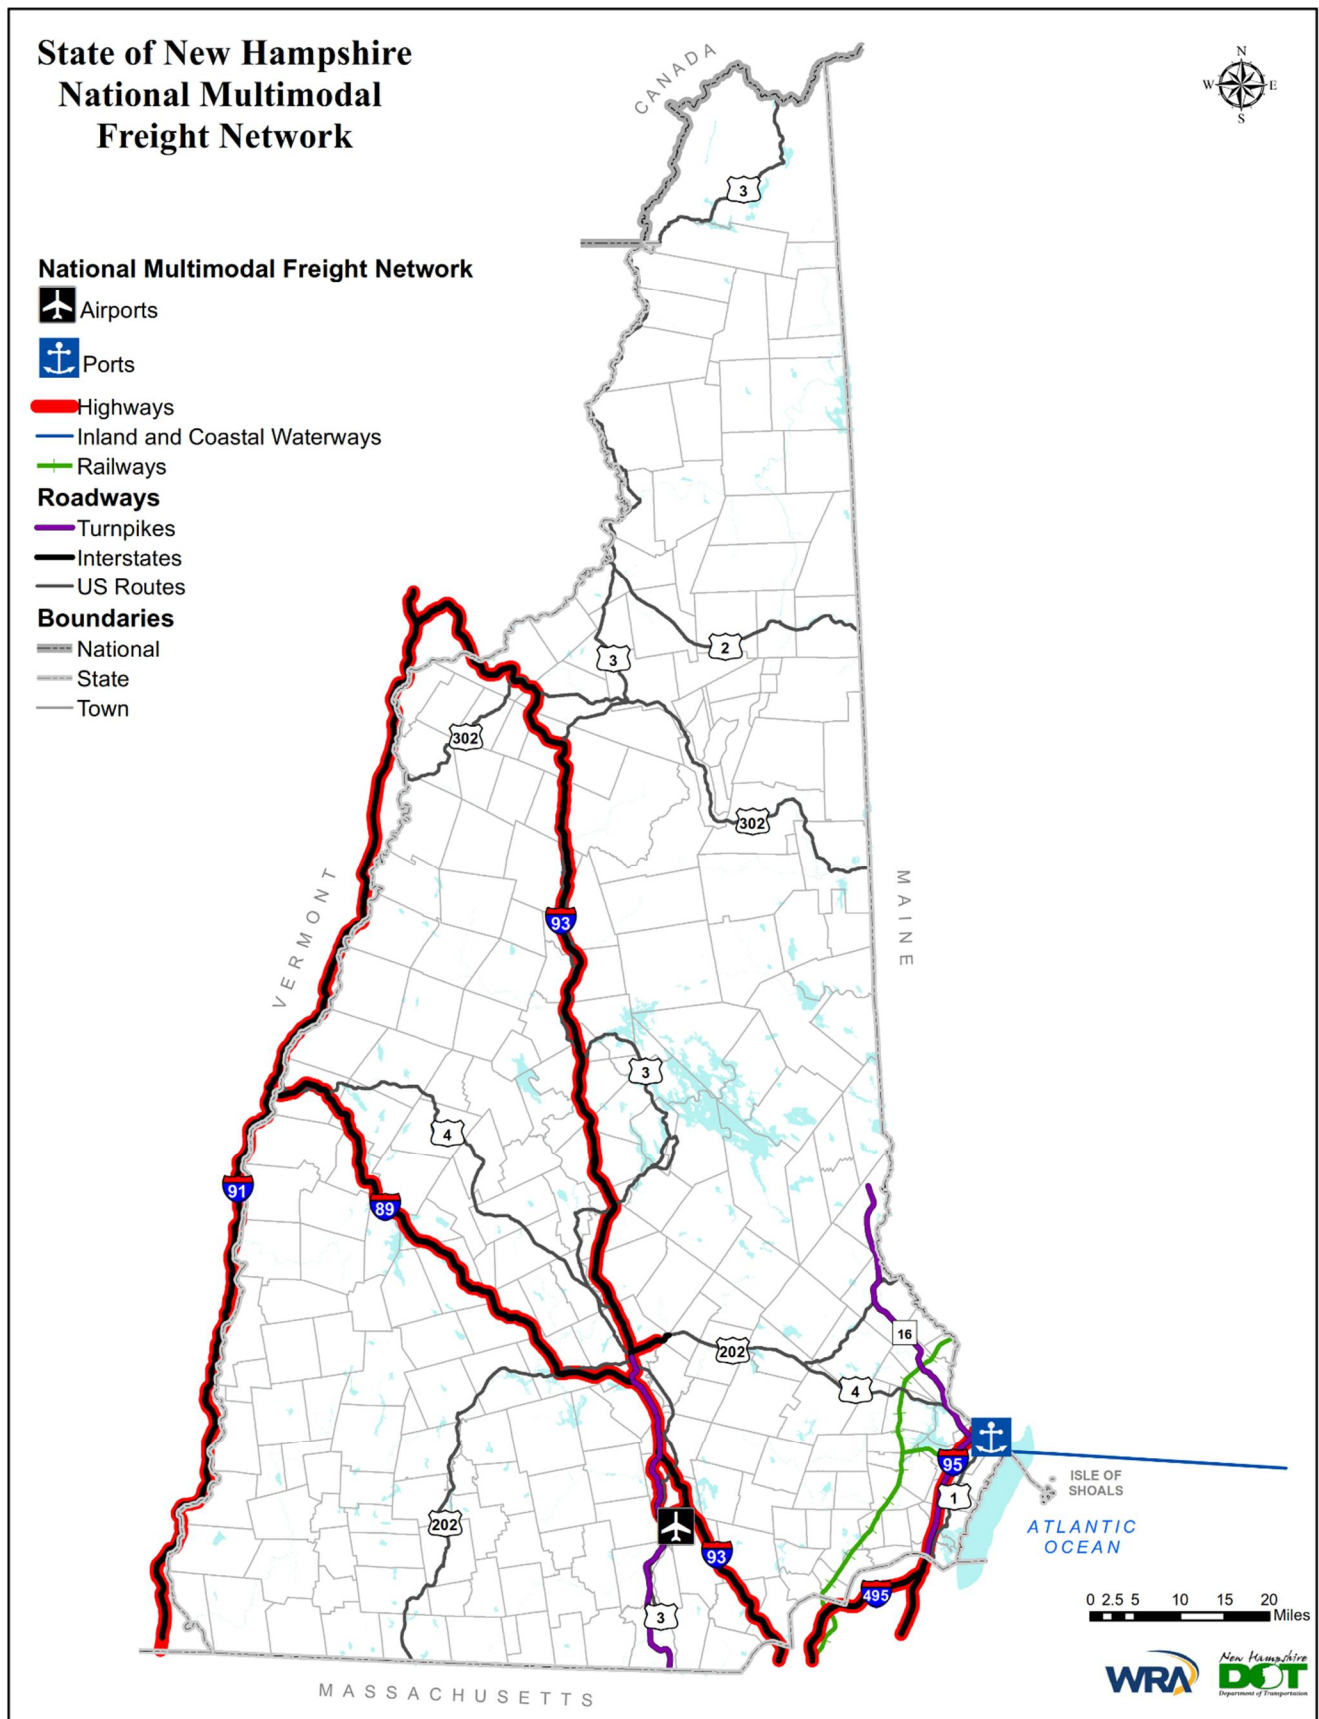 State of New Hampshire
National Multimodal
Freight Network
National Multimodal Freight Network
Airports
Ports
Highways
Inland and Coastal Waterways
Railways
Roadways
Turnpikes
Interstates
US Routes
Boundaries
National
State
Town
N
W E
S
CANADA
3
2
3
302
302
VERMONT
MAINE
93
3
4
91
89
16
202
4
95
1
ISLE OF
SHOALS
ATLANTIC
OCEAN
202
93
495
3
0 2.5 5 10 15 20
Miles
MASSACHUSETTS
WRA
New Hampshire
DOT
Department of Transportation